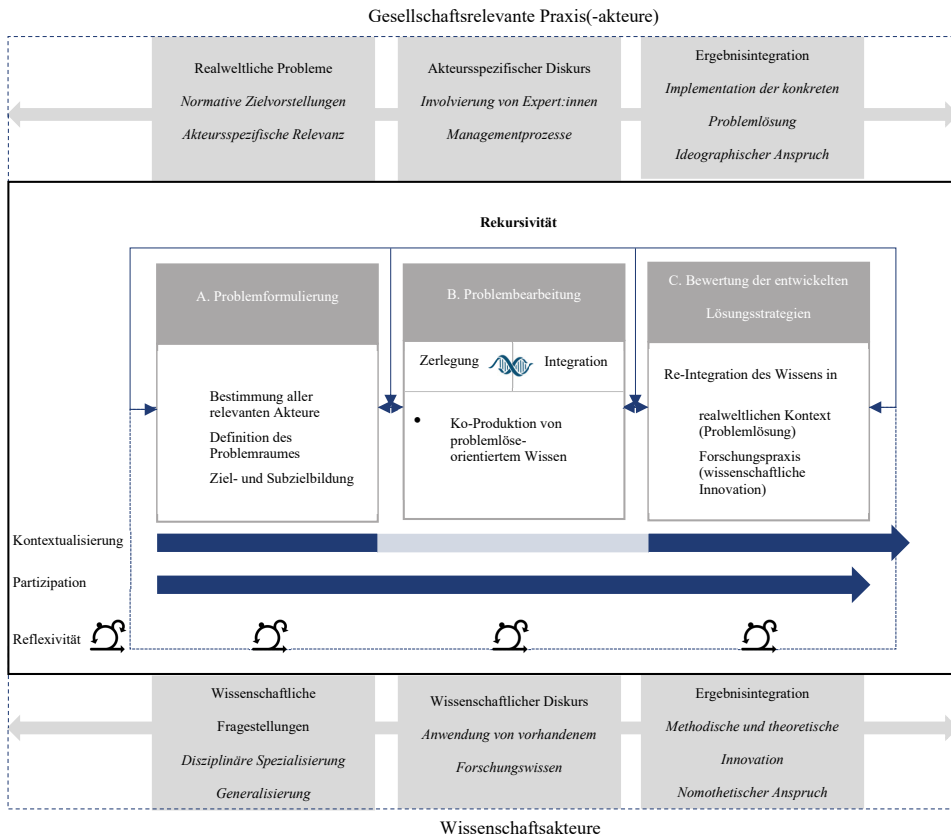 Gesellschaftsrelevante Praxis(-akteure)
Realweltliche Probleme
Normative Zielvorstellungen
Akteursspezifische Relevanz
Akteursspezifischer Diskurs
Involvierung von Expert:innen
Managementprozesse
Ergebnisintegration
Implementation der konkreten
Problemlösung
Ideographischer Anspruch
Rekursivität
A. Problemformulierung
Bestimmung aller
relevanten Akteure
Definition des
Problemraumes
Ziel- und Subzielbildung
B. Problembearbeitung
Zerlegung
Integration
• Ko-Produktion von
problemlöse-
orientiertem Wissen
C. Bewertung der entwickelten
Lösungsstrategien
Re-Integration des Wissens in
realweltlichen Kontext
(Problemlösung)
Forschungspraxis
(wissenschaftliche
Innovation)
Kontextualisierung
Partizipation
Reflexivität
Wissenschaftliche
Fragestellungen
Disziplinäre Spezialisierung
Generalisierung
Wissenschaftlicher Diskurs
Anwendung von vorhandenem
Forschungswissen
Ergebnisintegration
Methodische und theoretische
Innovation
Nomothetischer Anspruch
Wissenschaftsakteure